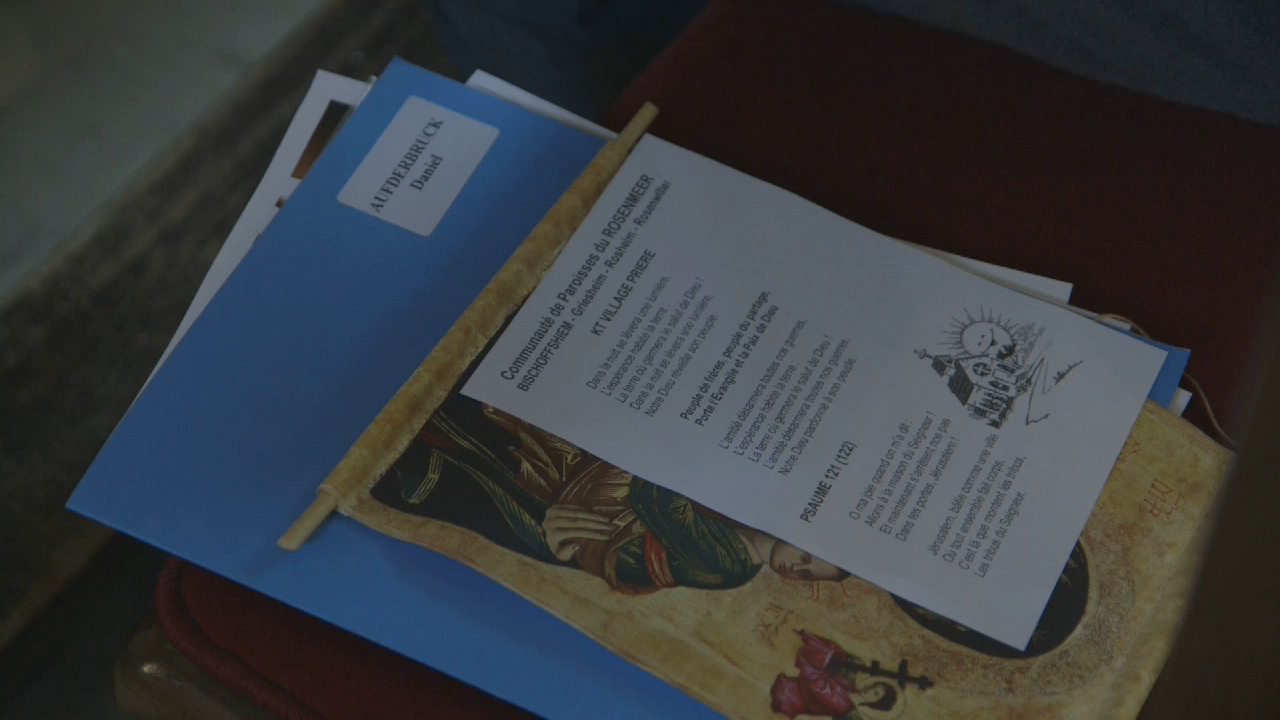 AUFDERBRUCK
Daniel
Communauté de Paroisses du ROSENMEER
BISCHOFFSHIEM - Griesheim - Rosheim - Rosenwiller
KT VILLAGE PRIERE
Dans la nuit se lèvera une lumière,
L'espérance habite la terre :
La terre où germera le salut de Dieu !
Dans la nuit se lèvera une lumière,
Notre Dieu réveille son peuple.
Peuple de frères, peuple du partage,
Porte l'Evangile et la Paix de Dieu
L'amitié désarmera toutes nos guerres,
L'espérance habite la terre :
La terre où germera le salut de Dieu !
L'amitié désarmera toutes nos guerres,
Notre Dieu pardonne à son peuple.
PSAUME 121 (122)
O ma joie quand on m'a dit :
Allons à la maison du Seigneur !
Et maintenant s'arrêtent nos pas
Dans tes portes, Jérusalem !
Jérusalem, bâtie comme une ville
Où tout ensemble fait corps,
C'est là que montent les tribus,
Les tribus du Seigneur.